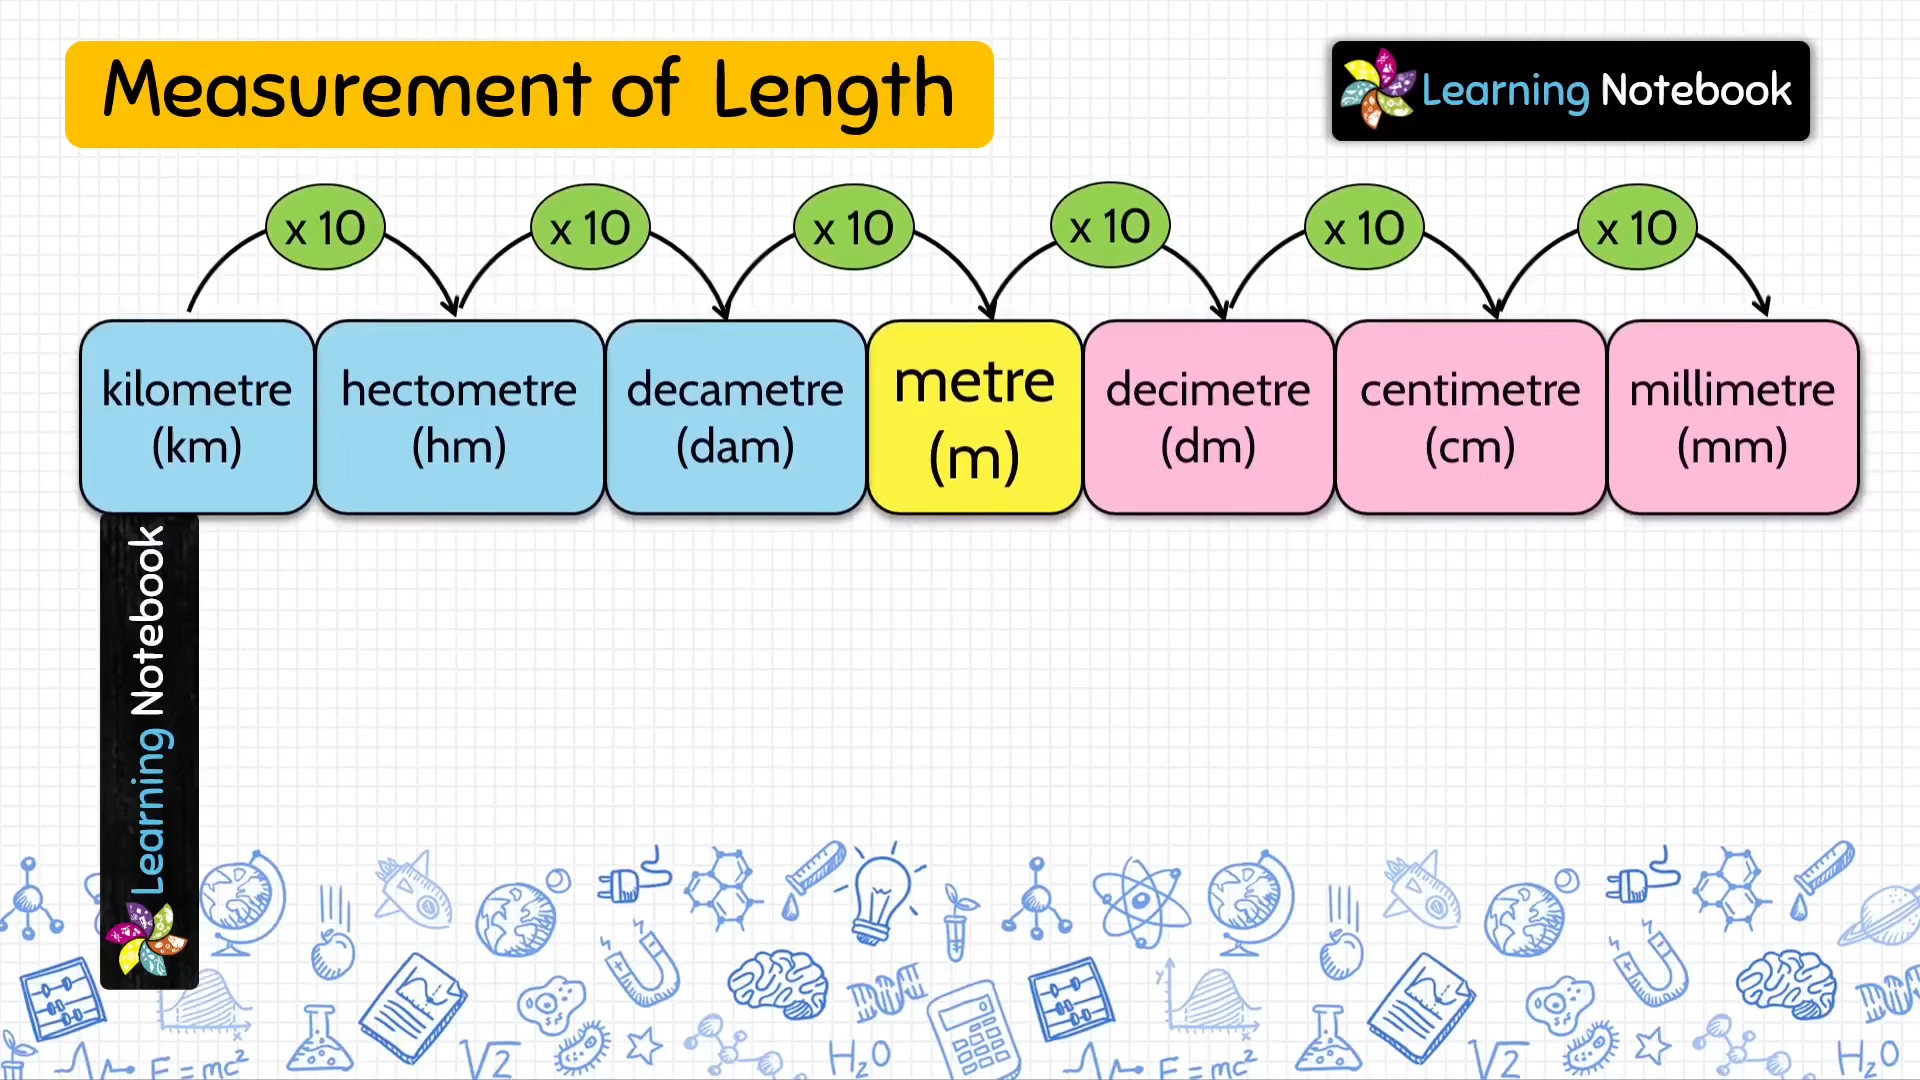 Measurement of Length
Learning Notebook
x 10
x 10
x 10
x 10
x 10
x 10
kilometre
(km)
hectometre
(hm)
decametre
(dam)
metre
(m)
decimetre
(dm)
centimetre
(cm)
millimetre
(mm)
Learning Notebook
E=mc²
√2
H₂O
E=mc²
√2
H₂O
y
x
x